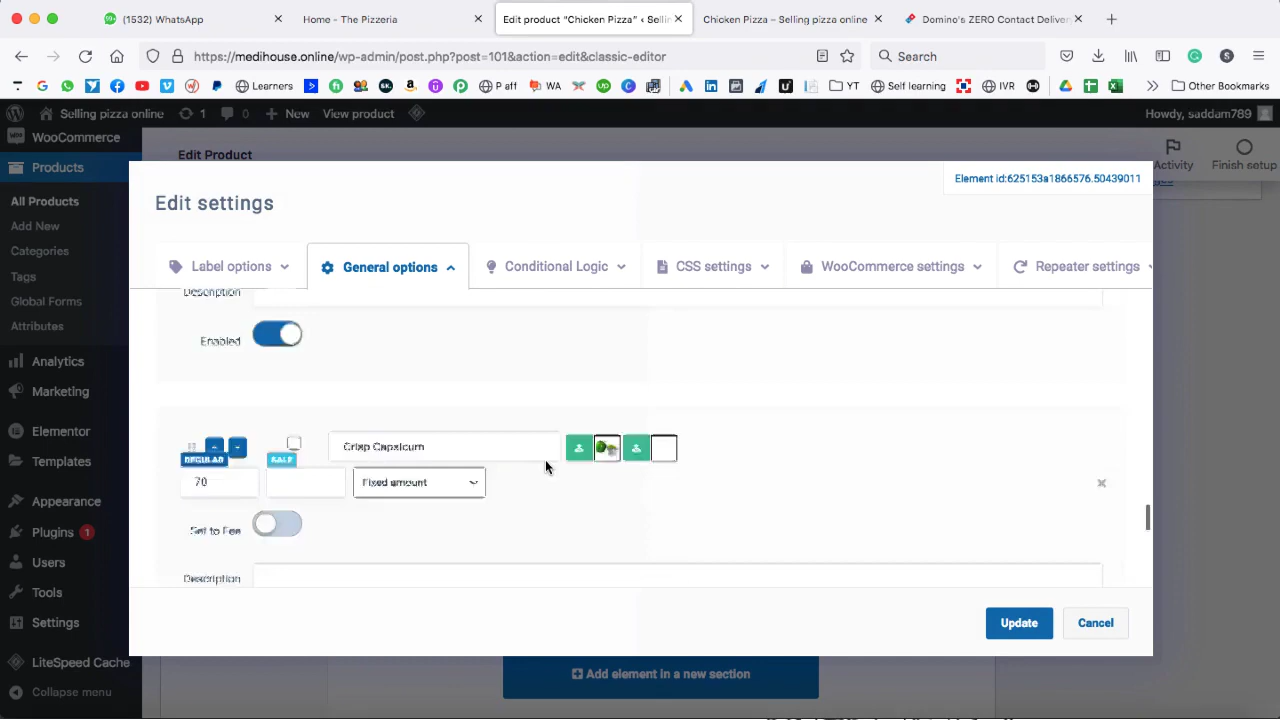 (1532) WhatsApp
Home - The Pizzeria
Edit product “Chicken Pizza” ‹ Sellin
Chicken Pizza – Selling pizza online
Domino's ZERO Contact Deliver
https://medihouse.online/wp-admin/post.php?post=101&action=edit&classic-editor
Search
Learners
P aff
WA
YT
Self learning
IVR
Other Bookmarks
Selling pizza online
1
0
New
View product
Howdy, saddam789
WooCommerce
Products
All Products
Add New
Categories
Tags
Global Forms
Attributes
Analytics
Marketing
Elementor
Templates
Appearance
Plugins 1
Users
Tools
Settings
LiteSpeed Cache
Collapse menu
Edit Product
Activity
Finish setup
Element id:625153a1866576.50439011
Edit settings
Label options
General options
Conditional Logic
CSS settings
WooCommerce settings
Repeater settings
Description
Enabled
Crisp Capsicum
REGULAR
SALE
70
Fixed amount
Set to Fee
Description
Update
Cancel
Add element in a new section